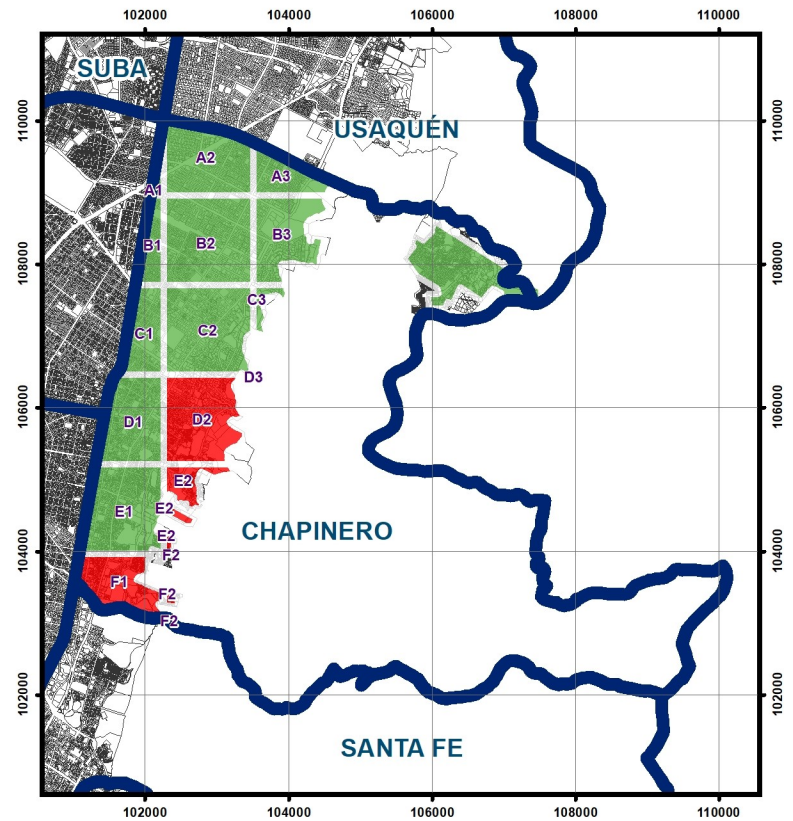 102000 104000 106000 108000 110000
SUBA
110000 110000
USAQUÉN
A2
A3
A1
B3
B1 B2
108000 108000
C3
C1 C2
D3
106000 106000
D1 D2
E2
E1 E2
E2
CHAPINERO
104000 104000
F2
F1 F2
F2
102000 102000
SANTA FE
102000 104000 106000 108000 110000